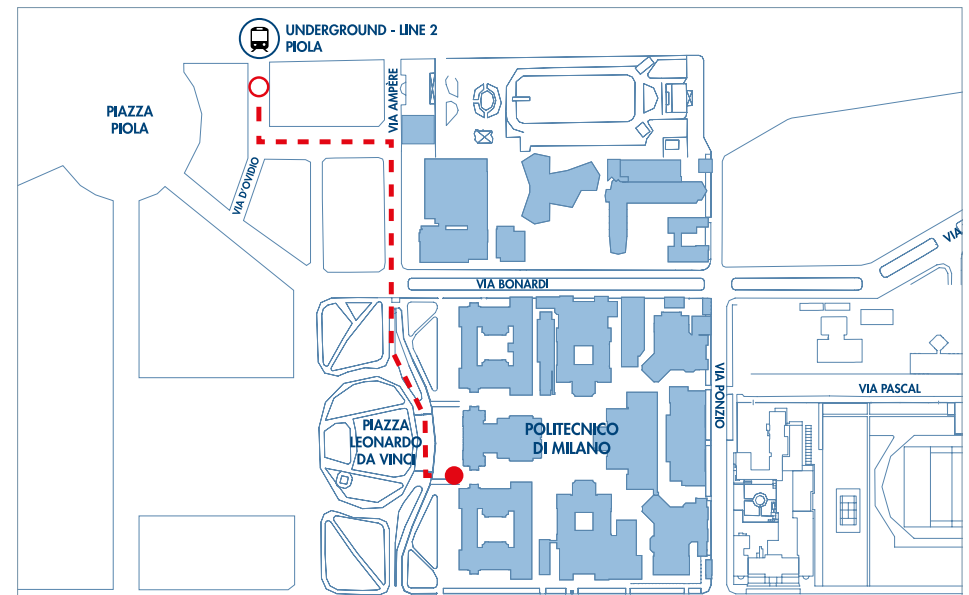 UNDERGROUND - LINE 2
PIOLA
PIAZZA
PIOLA
VIA AMPÈRE
VIA D'OVIDIO
VIA BONARDI
VIA
VIA PONZIO
VIA PASCAL
PIAZZA
LEONARDO
DA VINCI
POLITECNICO
DI MILANO